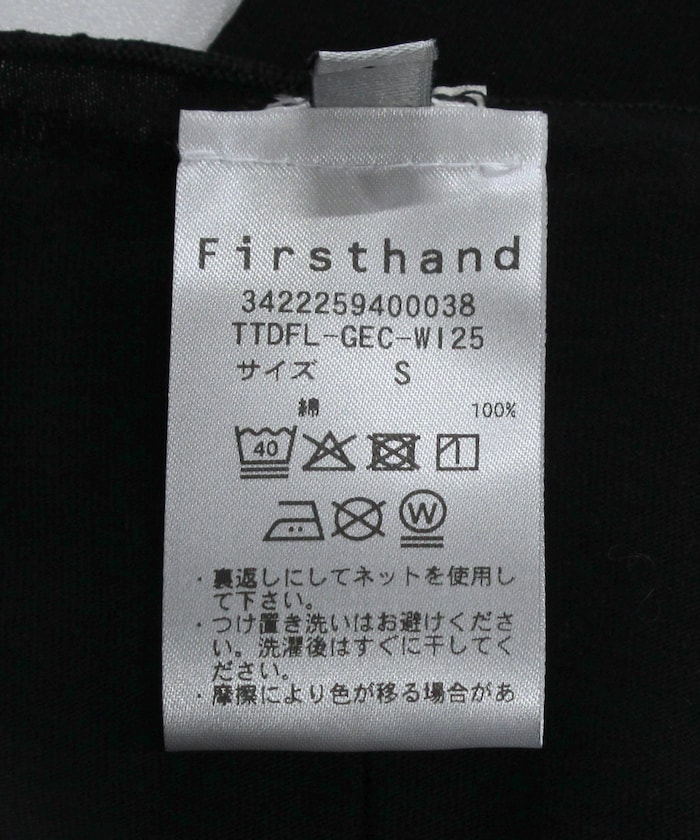 Firsthand
3422259400038
TTDFL-GEC-WI25
サイズ S
綿 100%
40
W
・裏返しにしてネットを使用し
て下さい。
・つけ置き洗いはお避けくださ
い。洗濯後はすぐに干してく
ださい。
・摩擦により色が移る場合があ